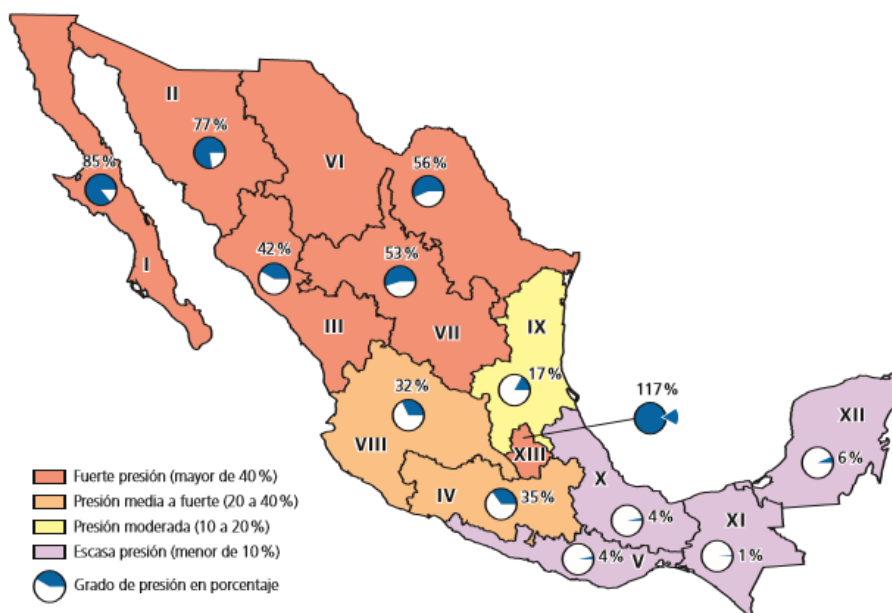 II
77%
VI
56%
85%
42%
53%
I
III
VII
IX
32%
17%
117%
XII
VIII
XIII
6%
IV
35%
X
XI
4%
4%
V
1%
Fuerte presión (mayor de 40%)
Presión media a fuerte (20 a 40%)
Presión moderada (10 a 20%)
Escasa presión (menor de 10%)
Grado de presión en porcentaje